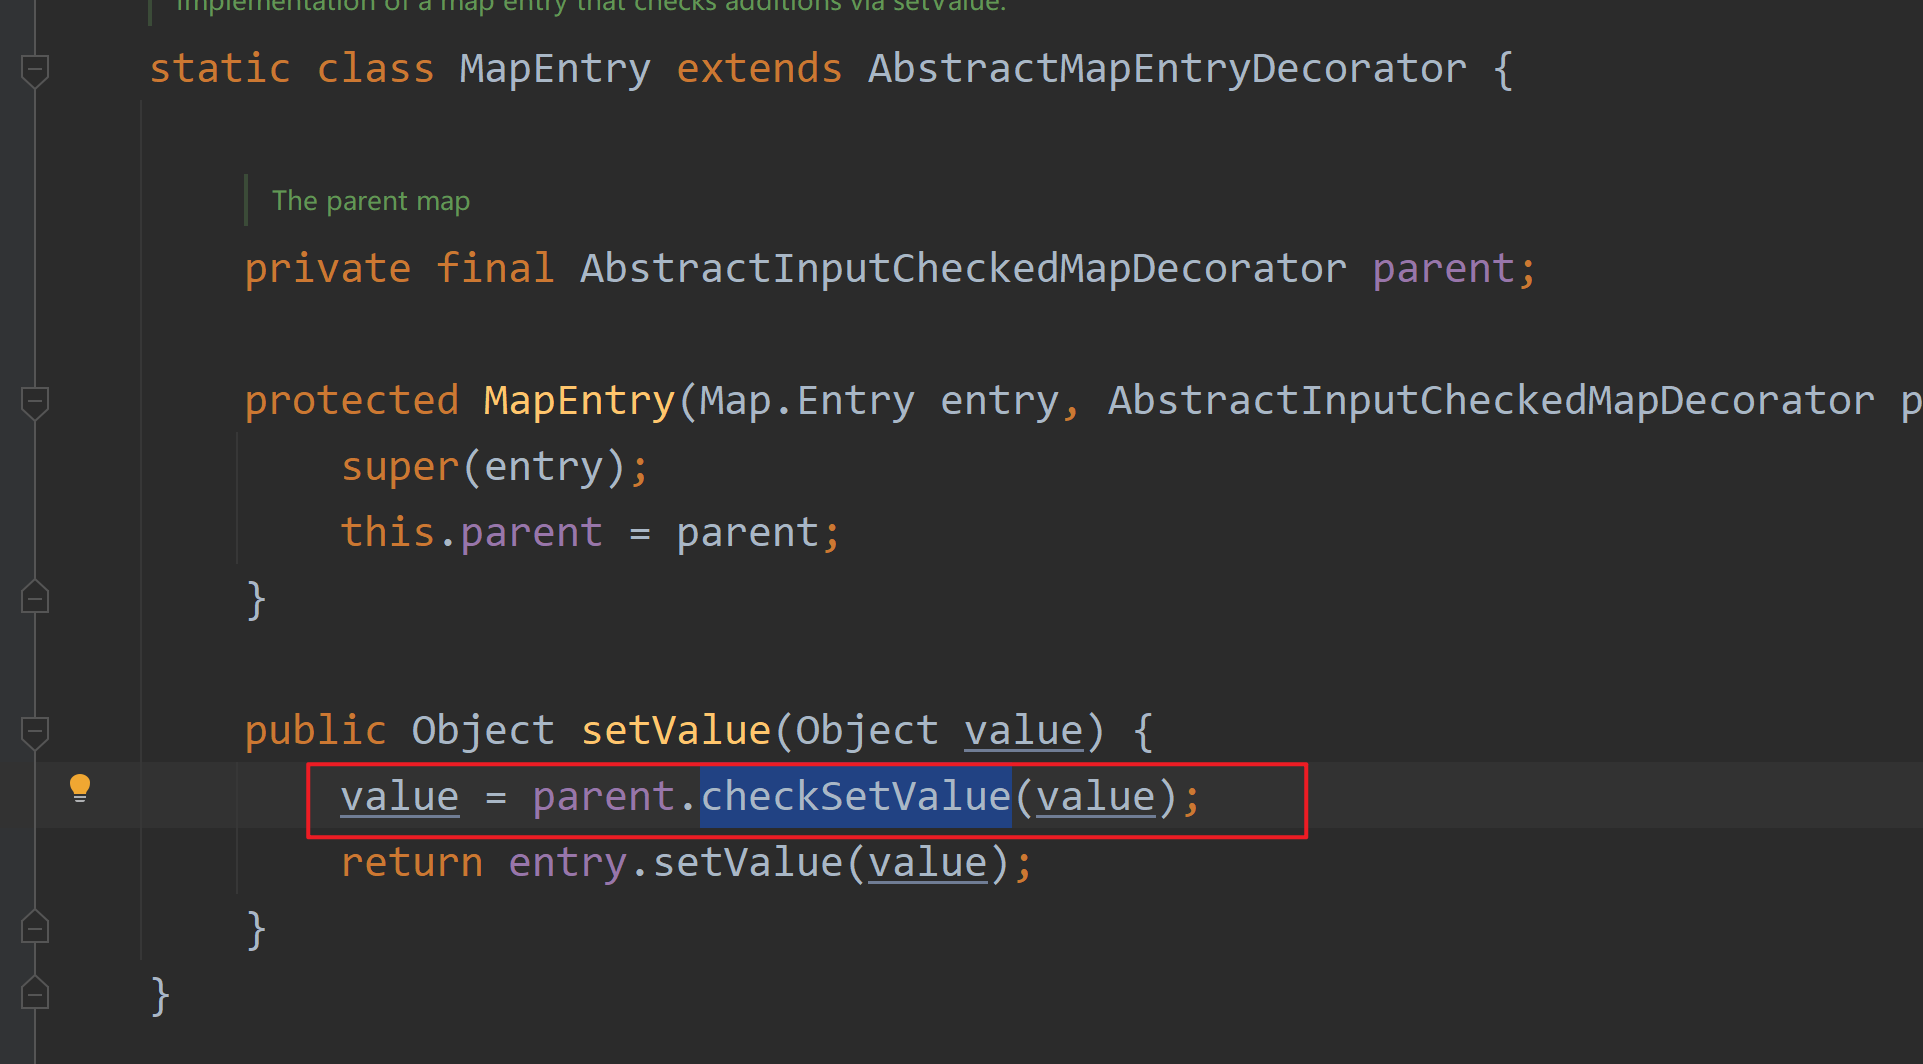 Implementation of a map entry that checks additions via setValue.
static class MapEntry extends AbstractMapEntryDecorator {
The parent map
private final AbstractInputCheckedMapDecorator parent;
protected MapEntry(Map.Entry entry, AbstractInputCheckedMapDecorator p
super(entry);
this.parent = parent;
}
public Object setValue(Object value) {
value = parent.checkSetValue(value);
return entry.setValue(value);
}
}